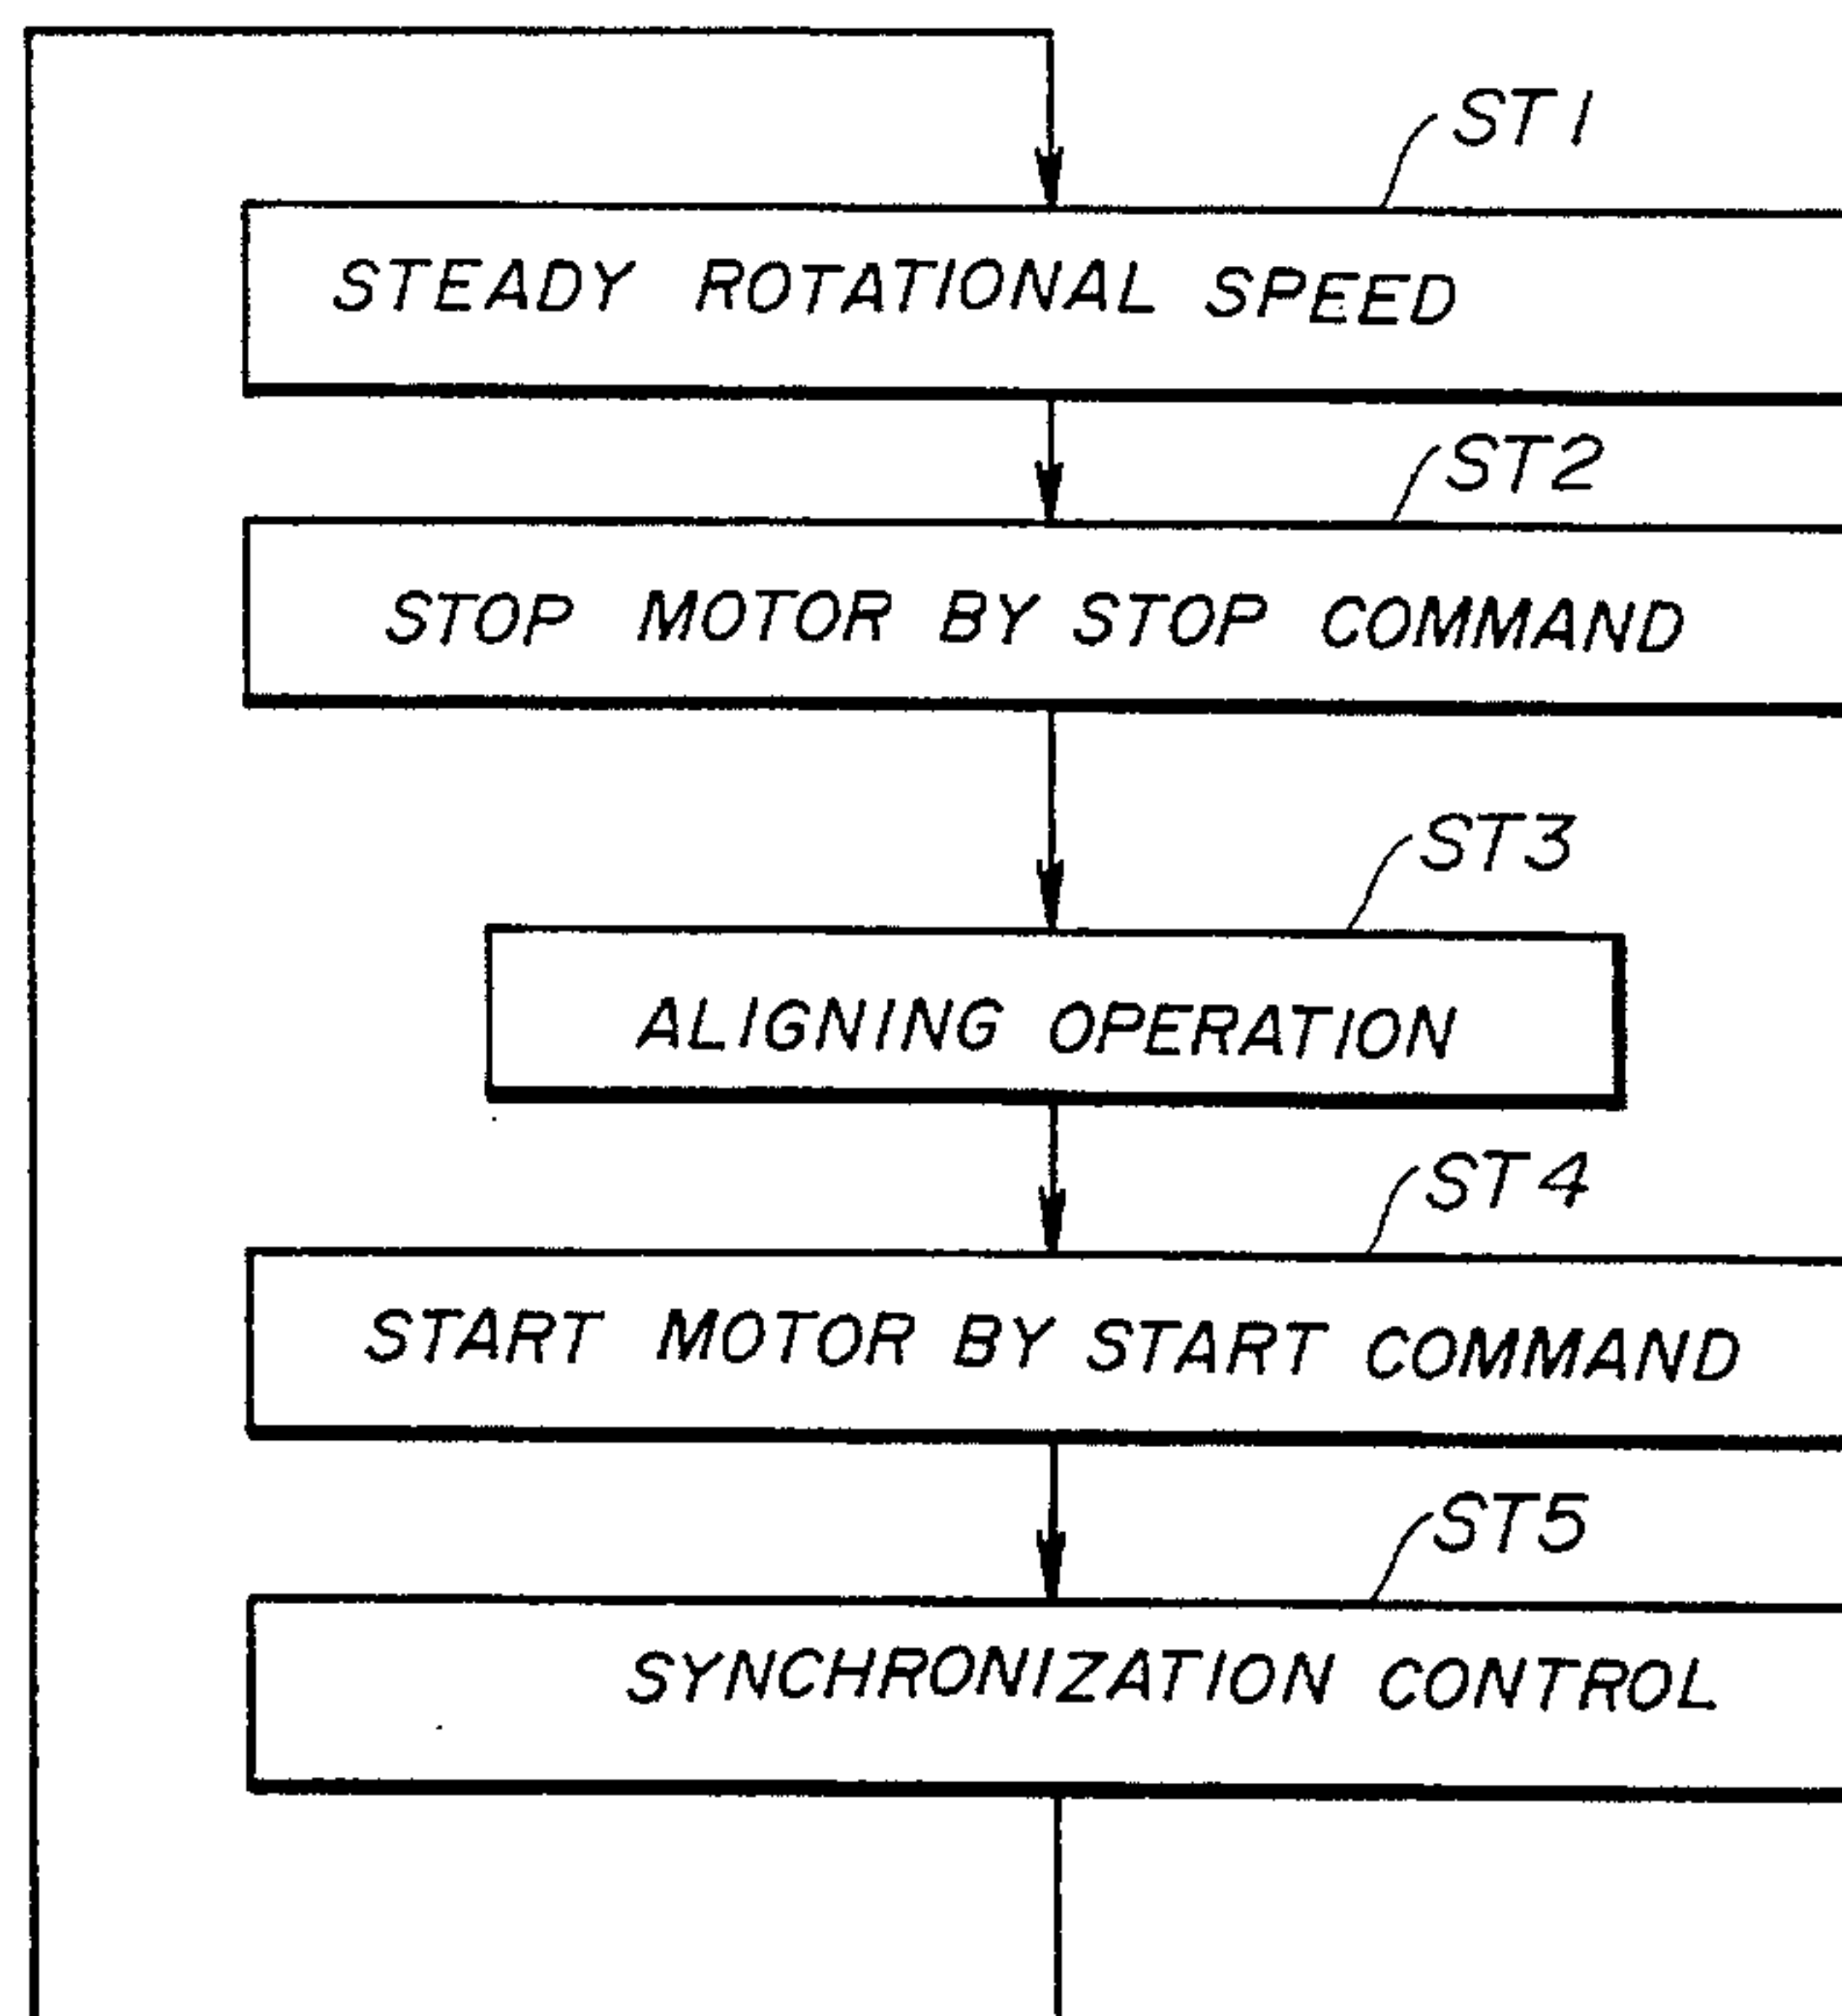 ST1
STEADY ROTATIONAL SPEED
ST2
STOP MOTOR BY STOP COMMAND
ST3
ALIGNING OPERATION
ST4
START MOTOR BY START COMMAND
ST5
SYNCHRONIZATION CONTROL